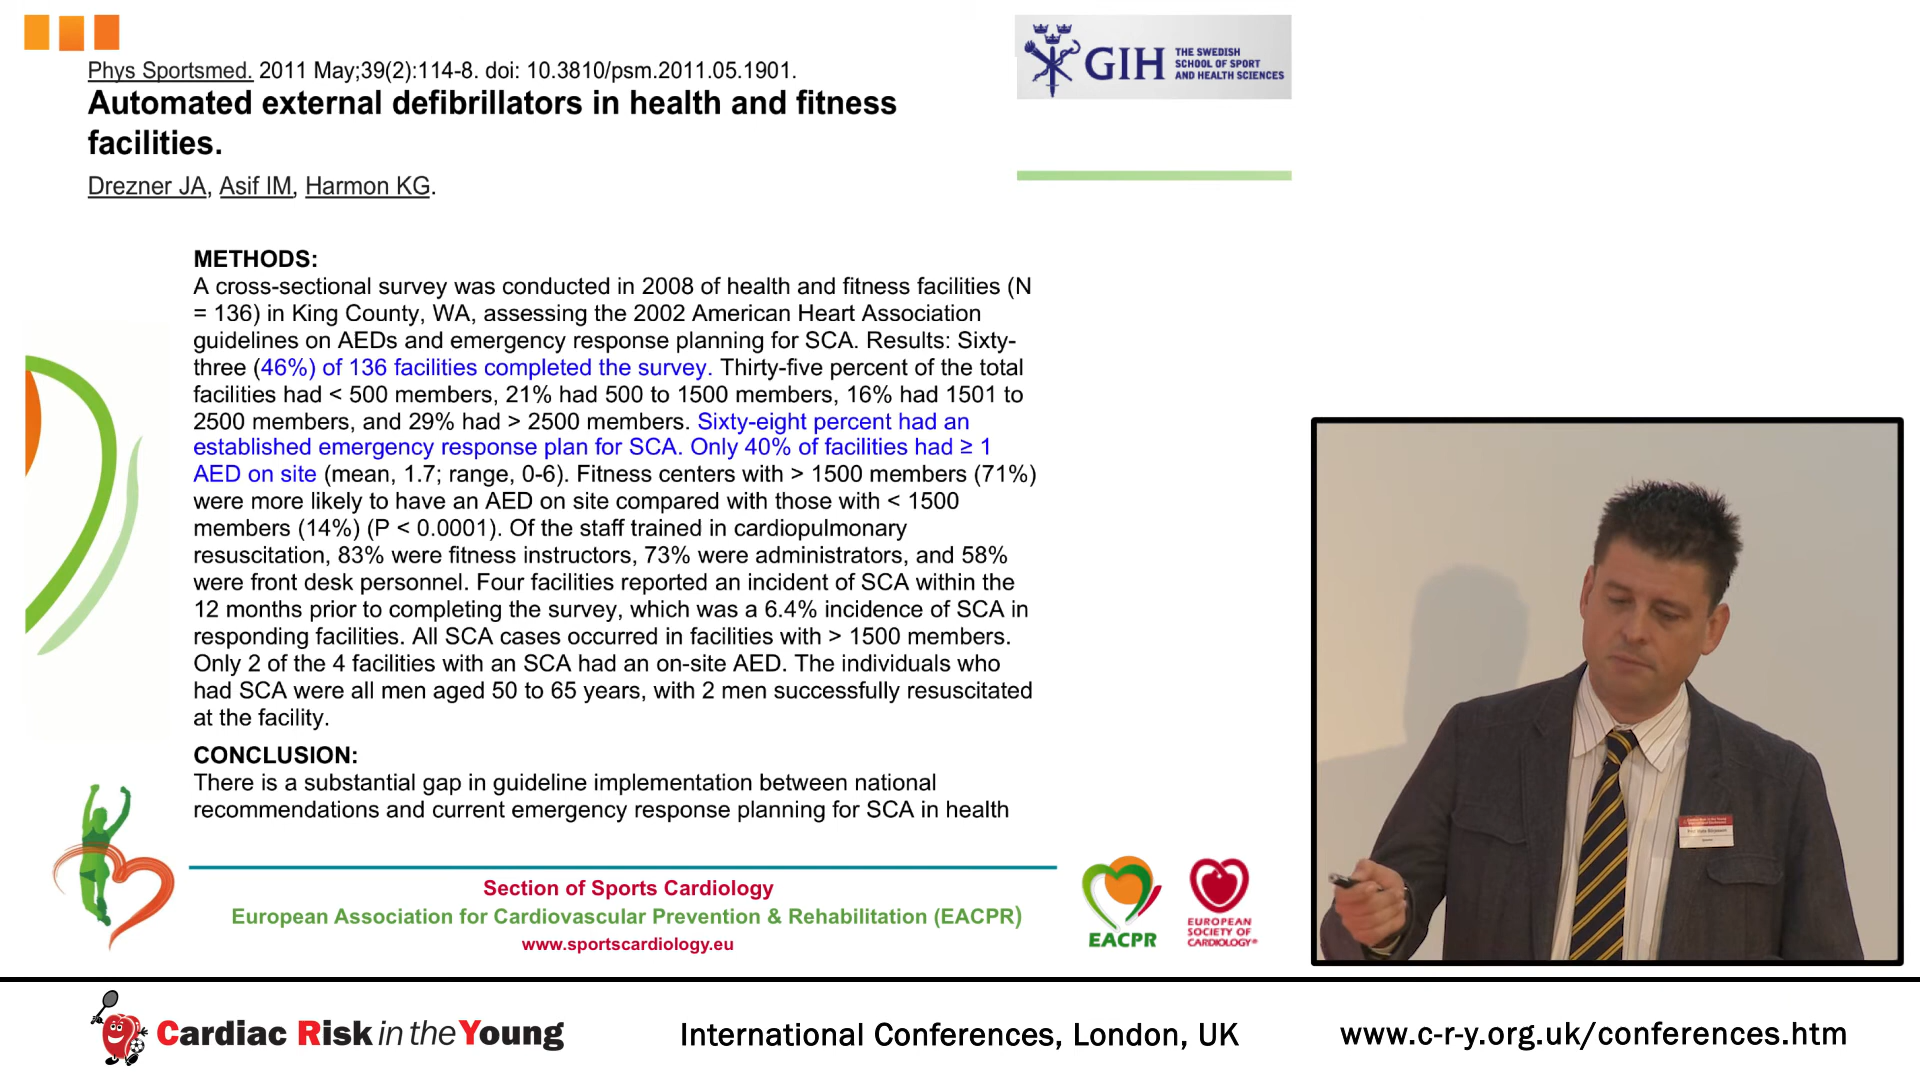 Phys Sportsmed. 2011 May;39(2):114-8. doi: 10.3810/psm.2011.05.1901.
Automated external defibrillators in health and fitness
facilities.
Drezner JA, Asif IM, Harmon KG.
GIH THE SWEDISH
SCHOOL OF SPORT
AND HEALTH SCIENCES
METHODS:
A cross-sectional survey was conducted in 2008 of health and fitness facilities (N
= 136) in King County, WA, assessing the 2002 American Heart Association
guidelines on AEDs and emergency response planning for SCA. Results: Sixty-
three (46%) of 136 facilities completed the survey. Thirty-five percent of the total
facilities had < 500 members, 21% had 500 to 1500 members, 16% had 1501 to
2500 members, and 29% had > 2500 members. Sixty-eight percent had an
established emergency response plan for SCA. Only 40% of facilities had ≥ 1
AED on site (mean, 1.7; range, 0-6). Fitness centers with > 1500 members (71%)
were more likely to have an AED on site compared with those with < 1500
members (14%) (P < 0.0001). Of the staff trained in cardiopulmonary
resuscitation, 83% were fitness instructors, 73% were administrators, and 58%
were front desk personnel. Four facilities reported an incident of SCA within the
12 months prior to completing the survey, which was a 6.4% incidence of SCA in
responding facilities. All SCA cases occurred in facilities with > 1500 members.
Only 2 of the 4 facilities with an SCA had an on-site AED. The individuals who
had SCA were all men aged 50 to 65 years, with 2 men successfully resuscitated
at the facility.
CONCLUSION:
There is a substantial gap in guideline implementation between national
recommendations and current emergency response planning for SCA in health
Section of Sports Cardiology
European Association for Cardiovascular Prevention & Rehabilitation (EACPR)
www.sportscardiology.eu
EACPR
EUROPEAN
SOCIETY OF
CARDIOLOGY®
Cardiac Risk in the Young
International Conferences, London, UK
www.c-r-y.org.uk/conferences.htm